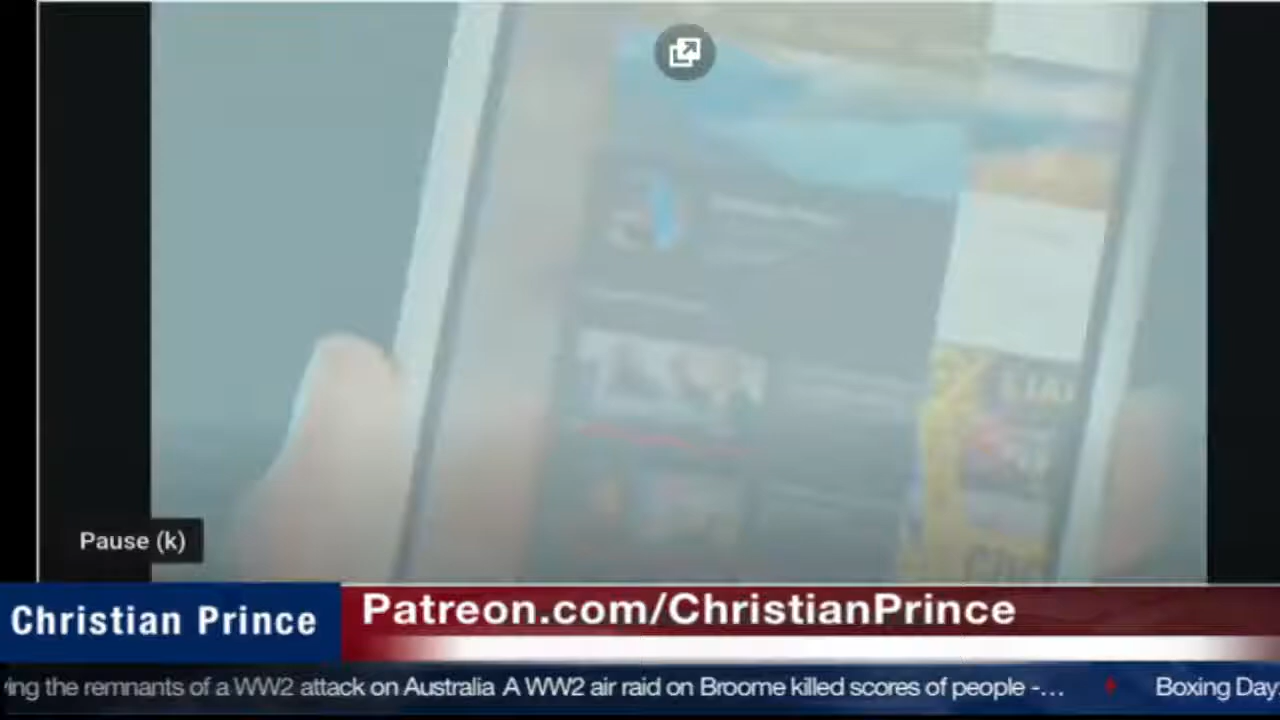 Pause (k)
Christian Prince
Patreon.com/ChristianPrince
ing the remnants of a WW2 attack on Australia A WW2 air raid on Broome killed scores of people -… Boxing Day: